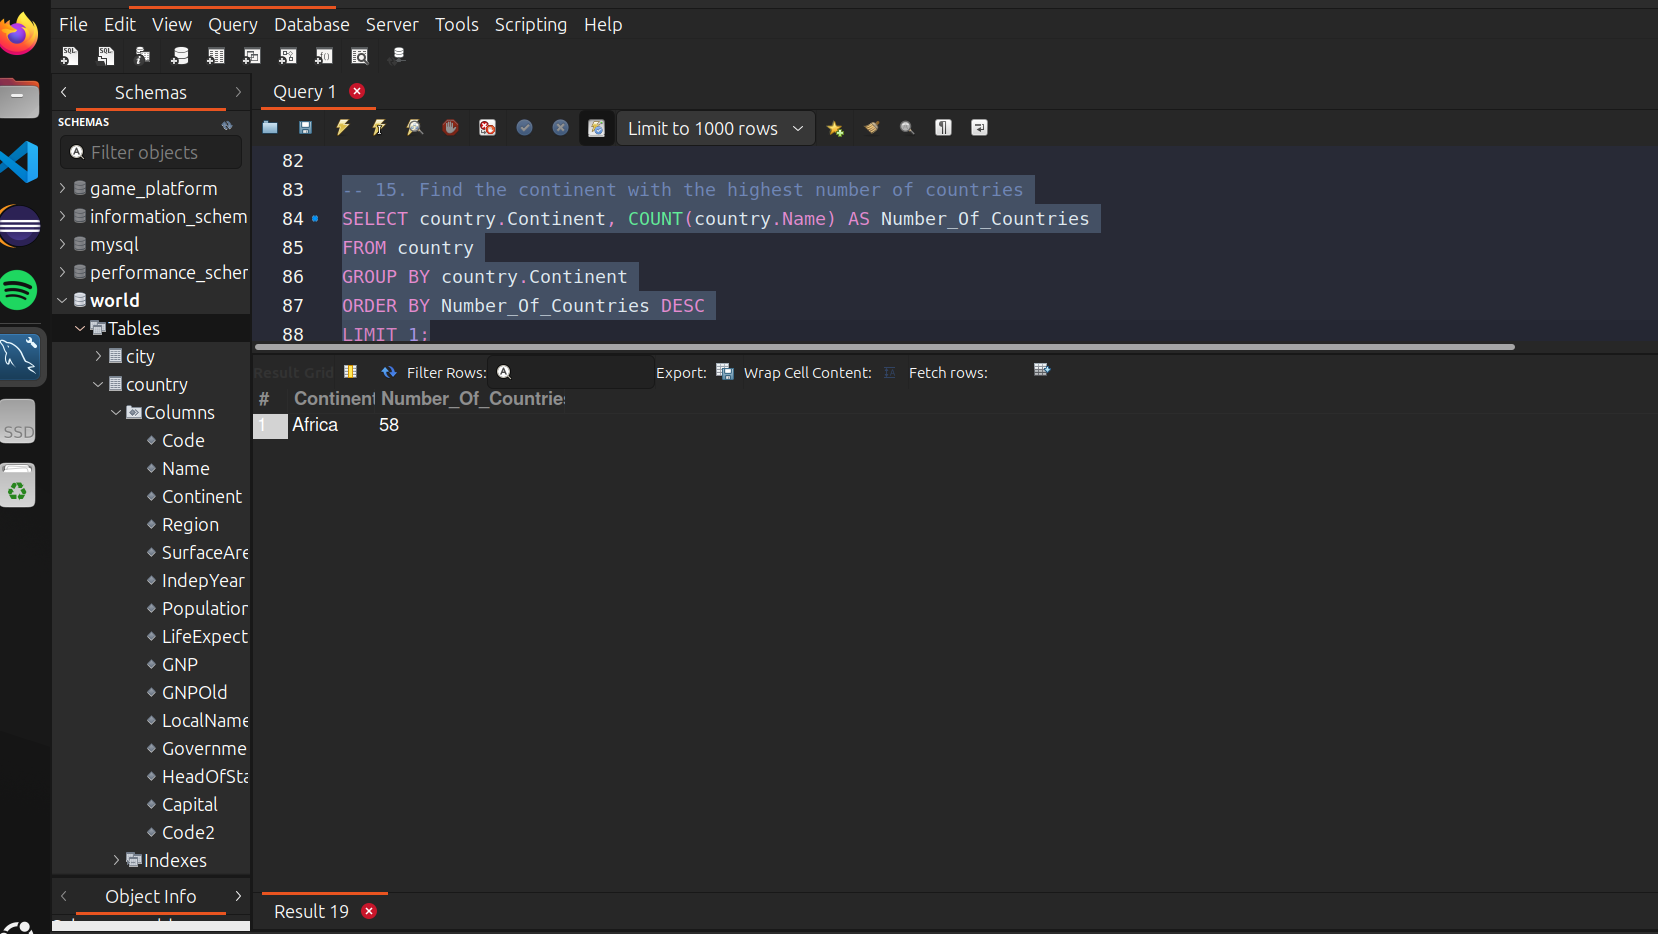 File Edit View Query Database Server Tools Scripting Help
Schemas
Query 1
SCHEMAS
Filter objects
Limit to 1000 rows
game_platform
information_schem
mysql
performance_scher
world
Tables
city
country
Columns
Code
Name
Continent
Region
SurfaceAre
IndepYear
Population
LifeExpect
GNP
GNPOld
LocalName
Governme
HeadOfSta
Capital
Code2
Indexes
Object Info
82
83 -- 15. Find the continent with the highest number of countries
84 SELECT country.Continent, COUNT(country.Name) AS Number_Of_Countries
85 FROM country
86 GROUP BY country.Continent
87 ORDER BY Number_Of_Countries DESC
88 LIMIT 1;
Result Grid Filter Rows: Export: Wrap Cell Content: Fetch rows:
# Continent Number_Of_Countries
1 Africa 58
Result 19
SSD